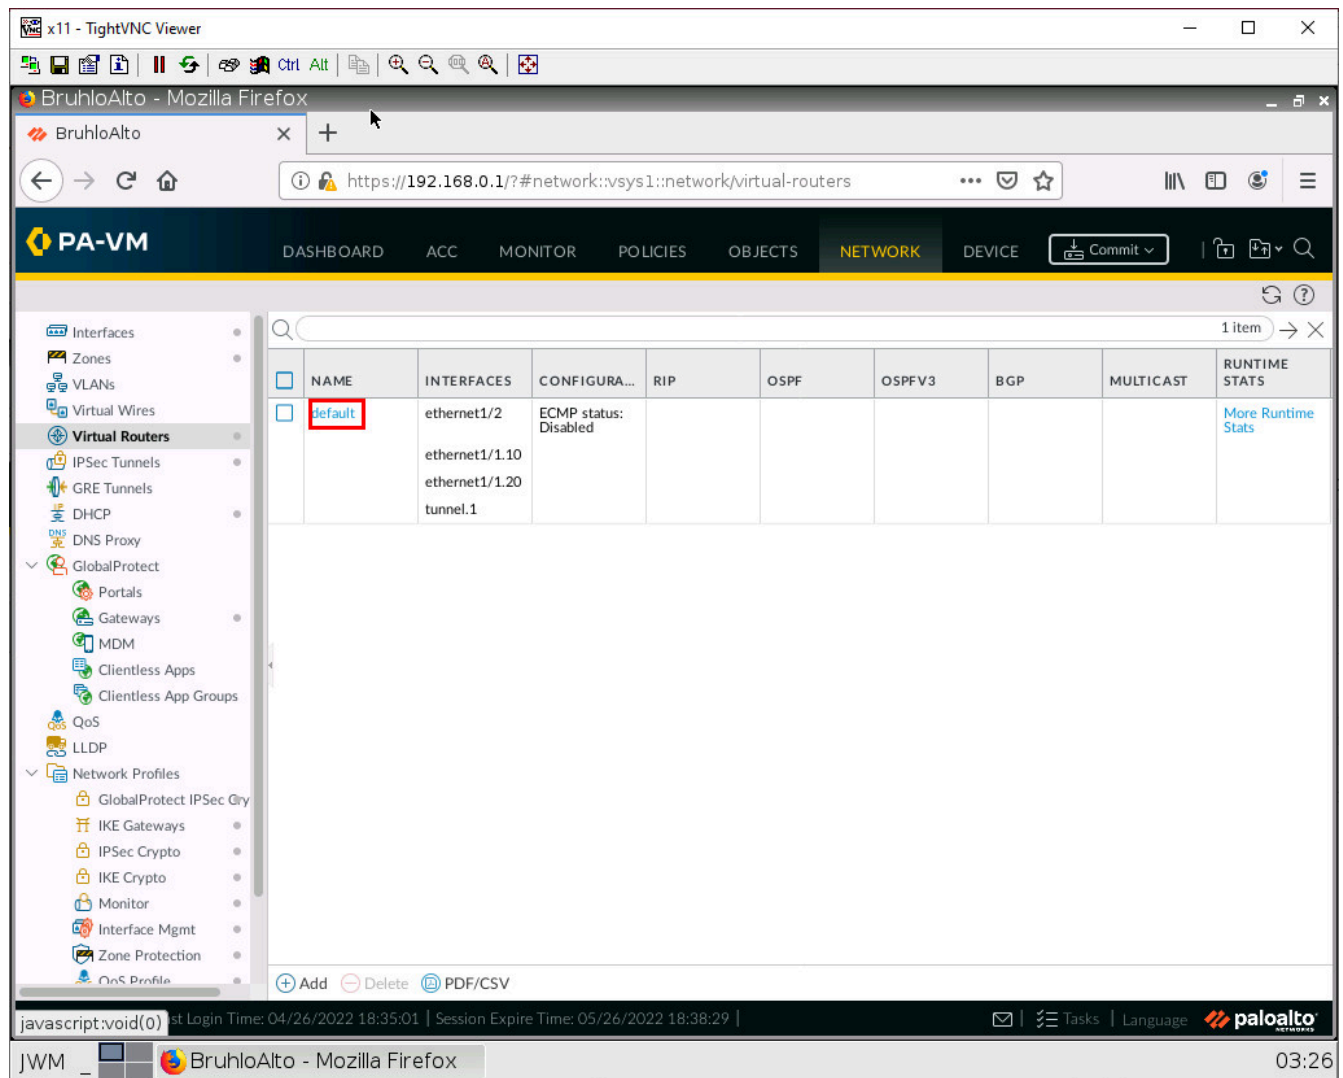 x11 - TightVNC Viewer
Ctrl Alt
BruhloAlto - Mozilla Firefox
BruhloAlto
https://192.168.0.1/?#network::vsys1::network/virtual-routers
PA-VM
DASHBOARD ACC MONITOR POLICIES OBJECTS NETWORK DEVICE Commit
Interfaces
Zones
VLANs
Virtual Wires
Virtual Routers
IPSec Tunnels
GRE Tunnels
DHCP
DNS Proxy
GlobalProtect
Portals
Gateways
MDM
Clientless Apps
Clientless App Groups
QoS
LLDP
Network Profiles
GlobalProtect IPSec Cry
IKE Gateways
IPSec Crypto
IKE Crypto
Monitor
Interface Mgmt
Zone Protection
QoS Profile
1 item
NAME INTERFACES CONFIGURA... RIP OSPF OSPFV3 BGP MULTICAST RUNTIME STATS
default ethernet1/2 ECMP status: Disabled More Runtime Stats
ethernet1/1.10
ethernet1/1.20
tunnel.1
Add Delete PDF/CSV
javascript:void(0) st Login Time: 04/26/2022 18:35:01 | Session Expire Time: 05/26/2022 18:38:29 | Tasks | Language paloalto NETWORKS
JWM _ BruhloAlto - Mozilla Firefox 03:26